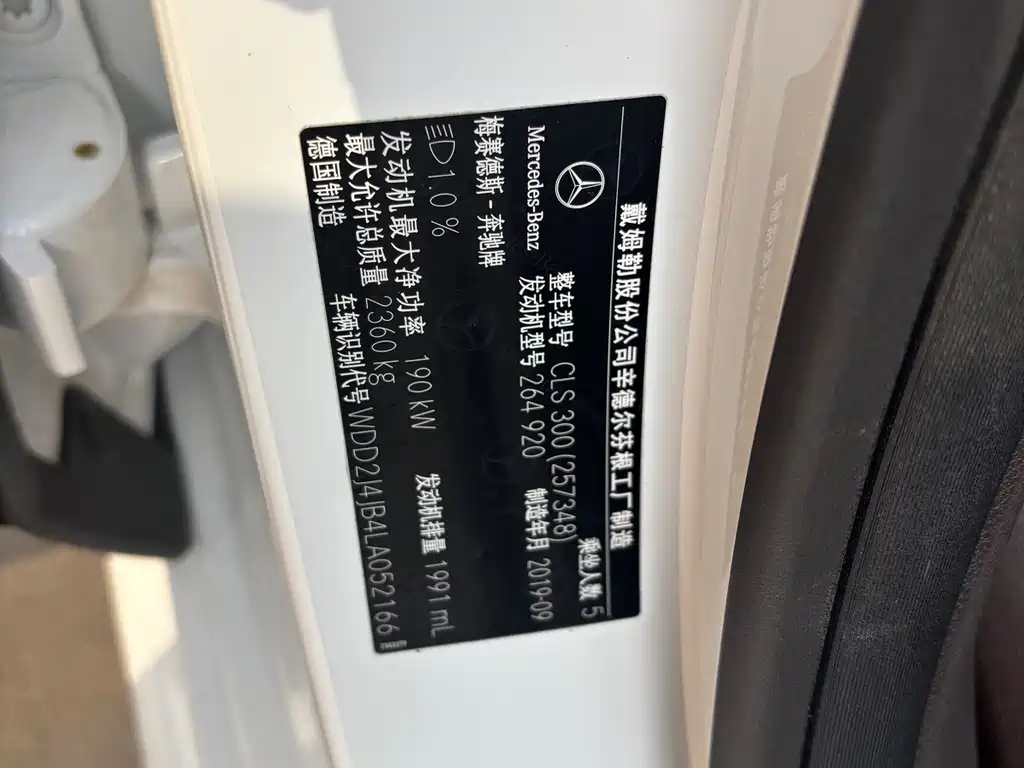 戴姆勒股份公司辛德尔芬根工厂制造
Mercedes-Benz
整车型号 CLS 300 (257348) 乘坐人数 5
发动机型号 264 920 制造年月 2019-09
梅赛德斯-奔驰牌
1.0 %
发动机最大净功率 190 kW 发动机排量 1991 mL
最大允许总质量 2360 kg
德国制造 车辆识别代号 WDD2J4JB4LA052166